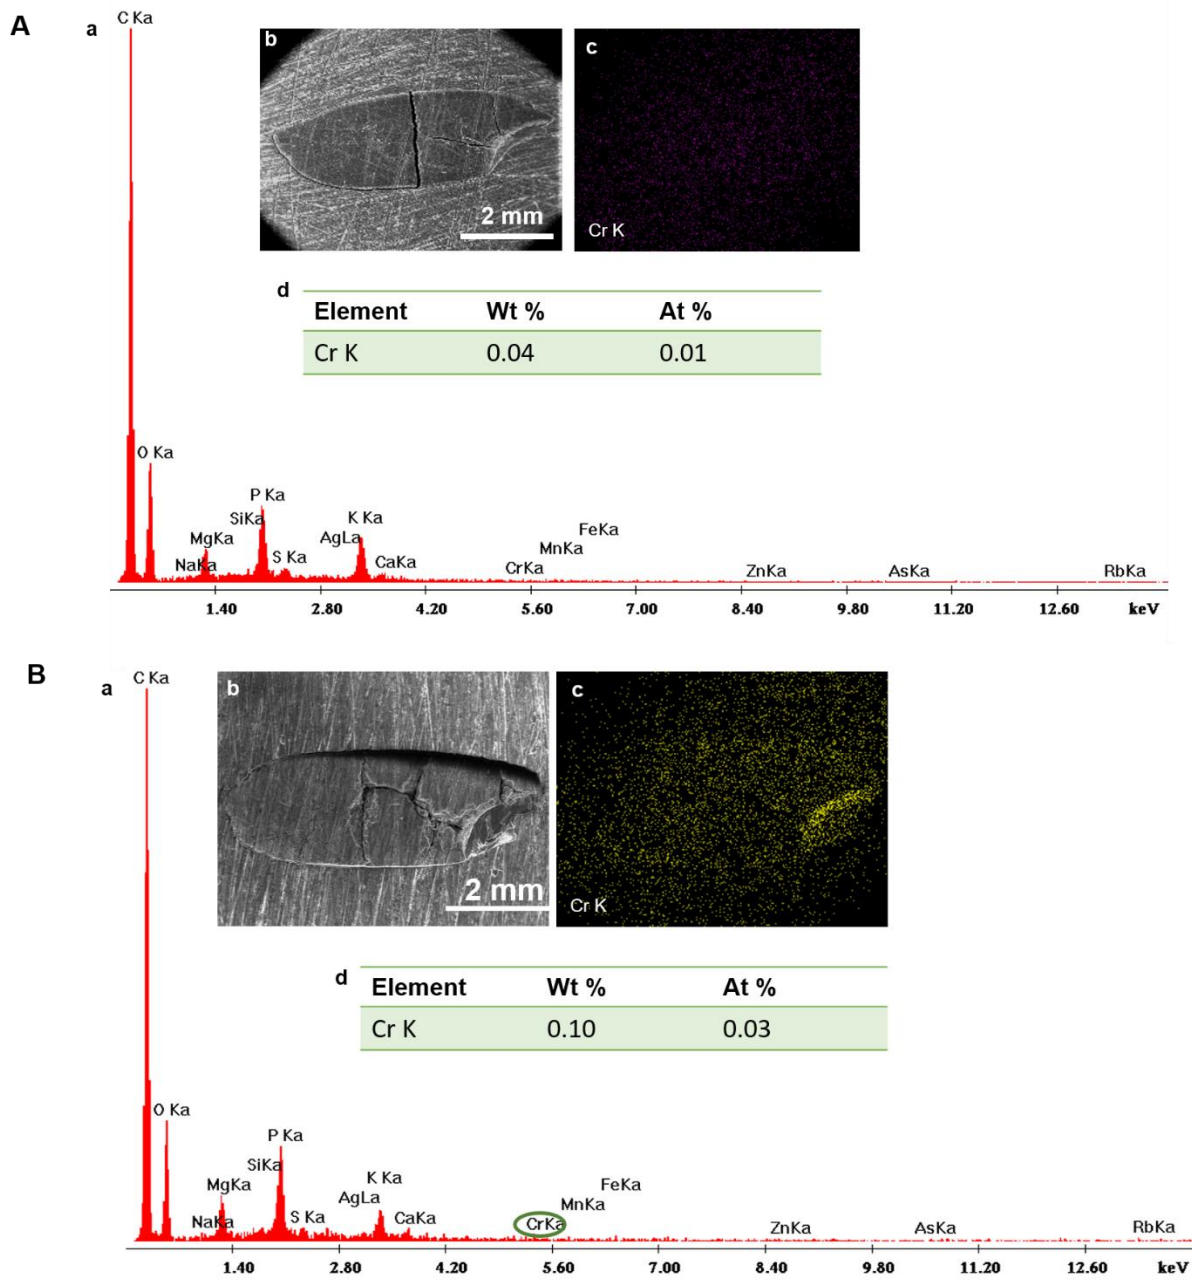 A
a
C Ka
b
2 mm
c
Cr K
d
Element Wt % At %
Cr K 0.04 0.01
O Ka
P Ka
SiKa
K Ka
MgKa
AgLa
FeKa
MnKa
NaKa
S Ka
CaKa
CrKa
ZnKa
AsKa
RbKa
1.40 2.80 4.20 5.60 7.00 8.40 9.80 11.20 12.60 keV
B
a
C Ka
b
2 mm
c
Cr K
d
Element Wt % At %
Cr K 0.10 0.03
O Ka
P Ka
SiKa
K Ka
MgKa
AgLa
FeKa
MnKa
NaKa
S Ka
CaKa
CrKa
ZnKa
AsKa
RbKa
1.40 2.80 4.20 5.60 7.00 8.40 9.80 11.20 12.60 keV